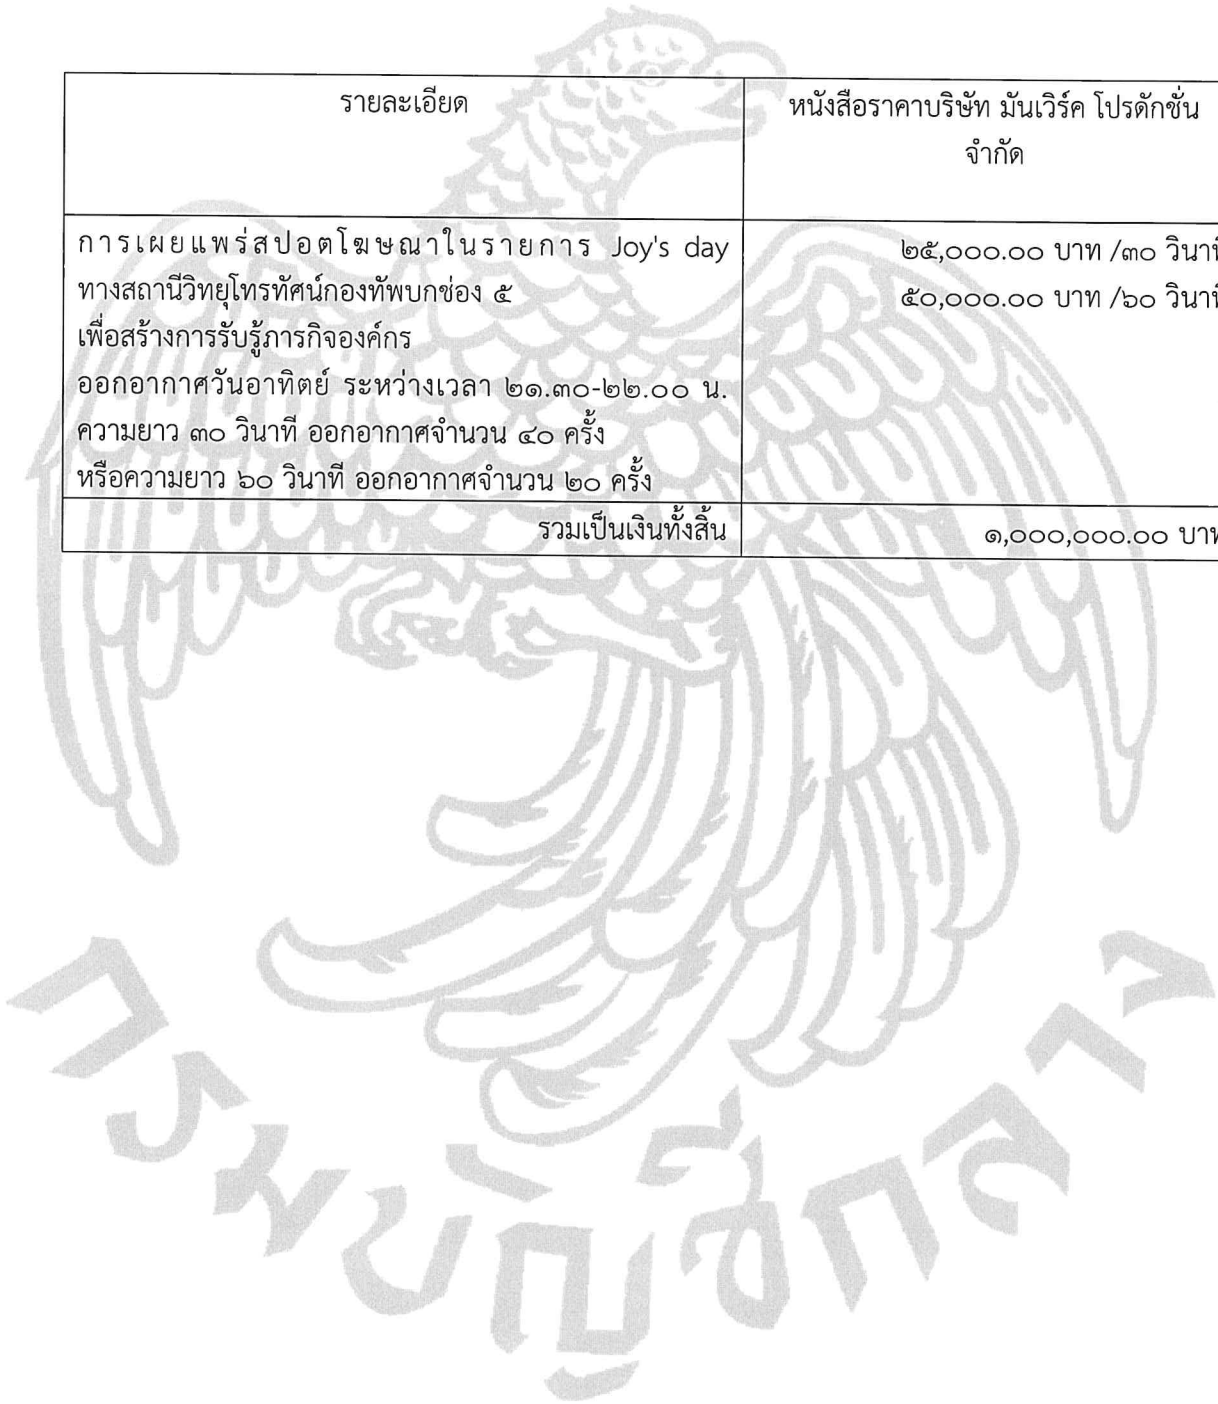 รายละเอียด
หนังสือราคาบริษัท มันเวิร์ค โปรดักชั่น
จำกัด
การเผยแพร่สปอตโฆษณาในรายการ Joy's day
ทางสถานีวิทยุโทรทัศน์กองทัพบกช่อง ๕
เพื่อสร้างการรับรู้ภารกิจองค์กร
ออกอากาศวันอาทิตย์ ระหว่างเวลา ๒๑.๓๐-๒๒.๐๐ น.
ความยาว ๓๐ วินาที ออกอากาศจำนวน ๔๐ ครั้ง
หรือความยาว ๖๐ วินาที ออกอากาศจำนวน ๒๐ ครั้ง
๒๕,๐๐๐.๐๐ บาท /๓๐ วินาที
๕๐,๐๐๐.๐๐ บาท /๖๐ วินาที
รวมเป็นเงินทั้งสิ้น
๑,๐๐๐,๐๐๐.๐๐ บาท
กรมบัญชีกลาง